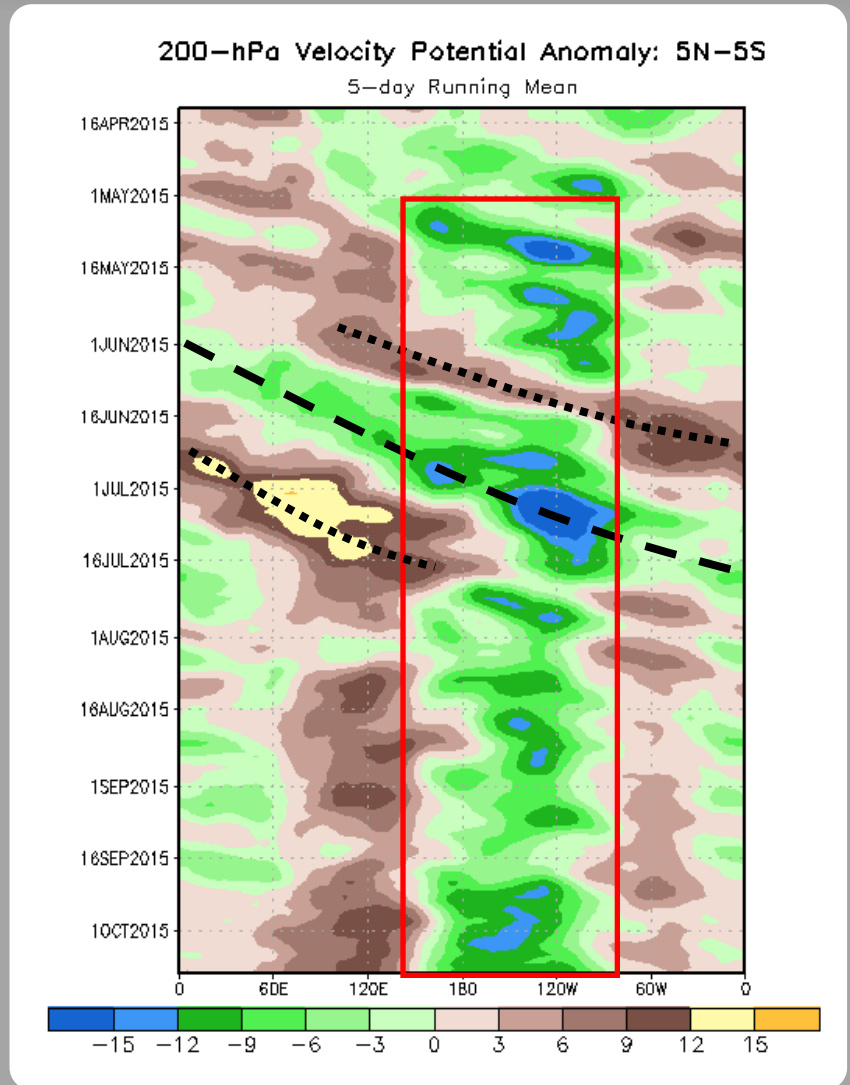 200-hPa Velocity Potential Anomaly: 5N-5S
5-day Running Mean
16APR2015
1MAY2015
16MAY2015
1JUN2015
16JUN2015
1JUL2015
16JUL2015
1AUG2015
16AUG2015
1SEP2015
16SEP2015
1OCT2015
0 60E 120E 180 120W 60W 0
-15 -12 -9 -6 -3 0 3 6 9 12 15